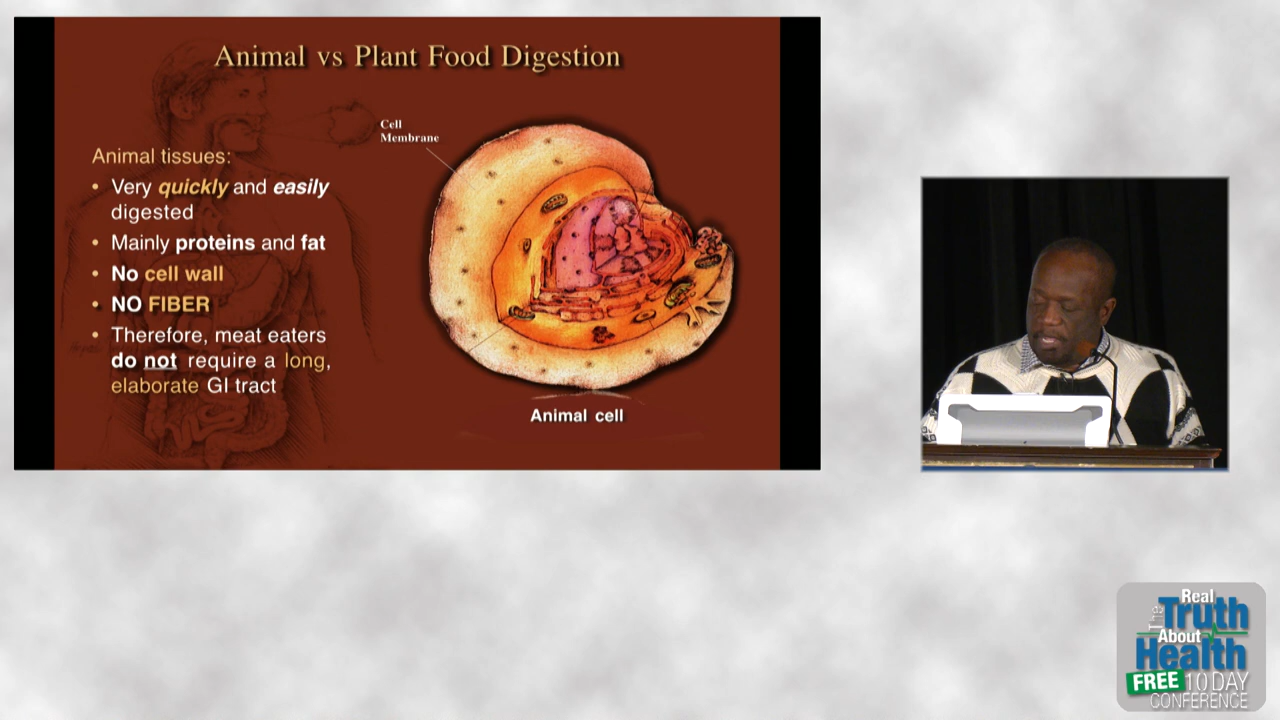 Animal vs Plant Food Digestion
Cell
Membrane
Animal tissues:
• Very quickly and easily
digested
• Mainly proteins and fat
• No cell wall
• NO FIBER
• Therefore, meat eaters
do not require a long,
elaborate GI tract
Animal cell
The Real
Truth
About
Health
FREE 10 DAY
CONFERENCE